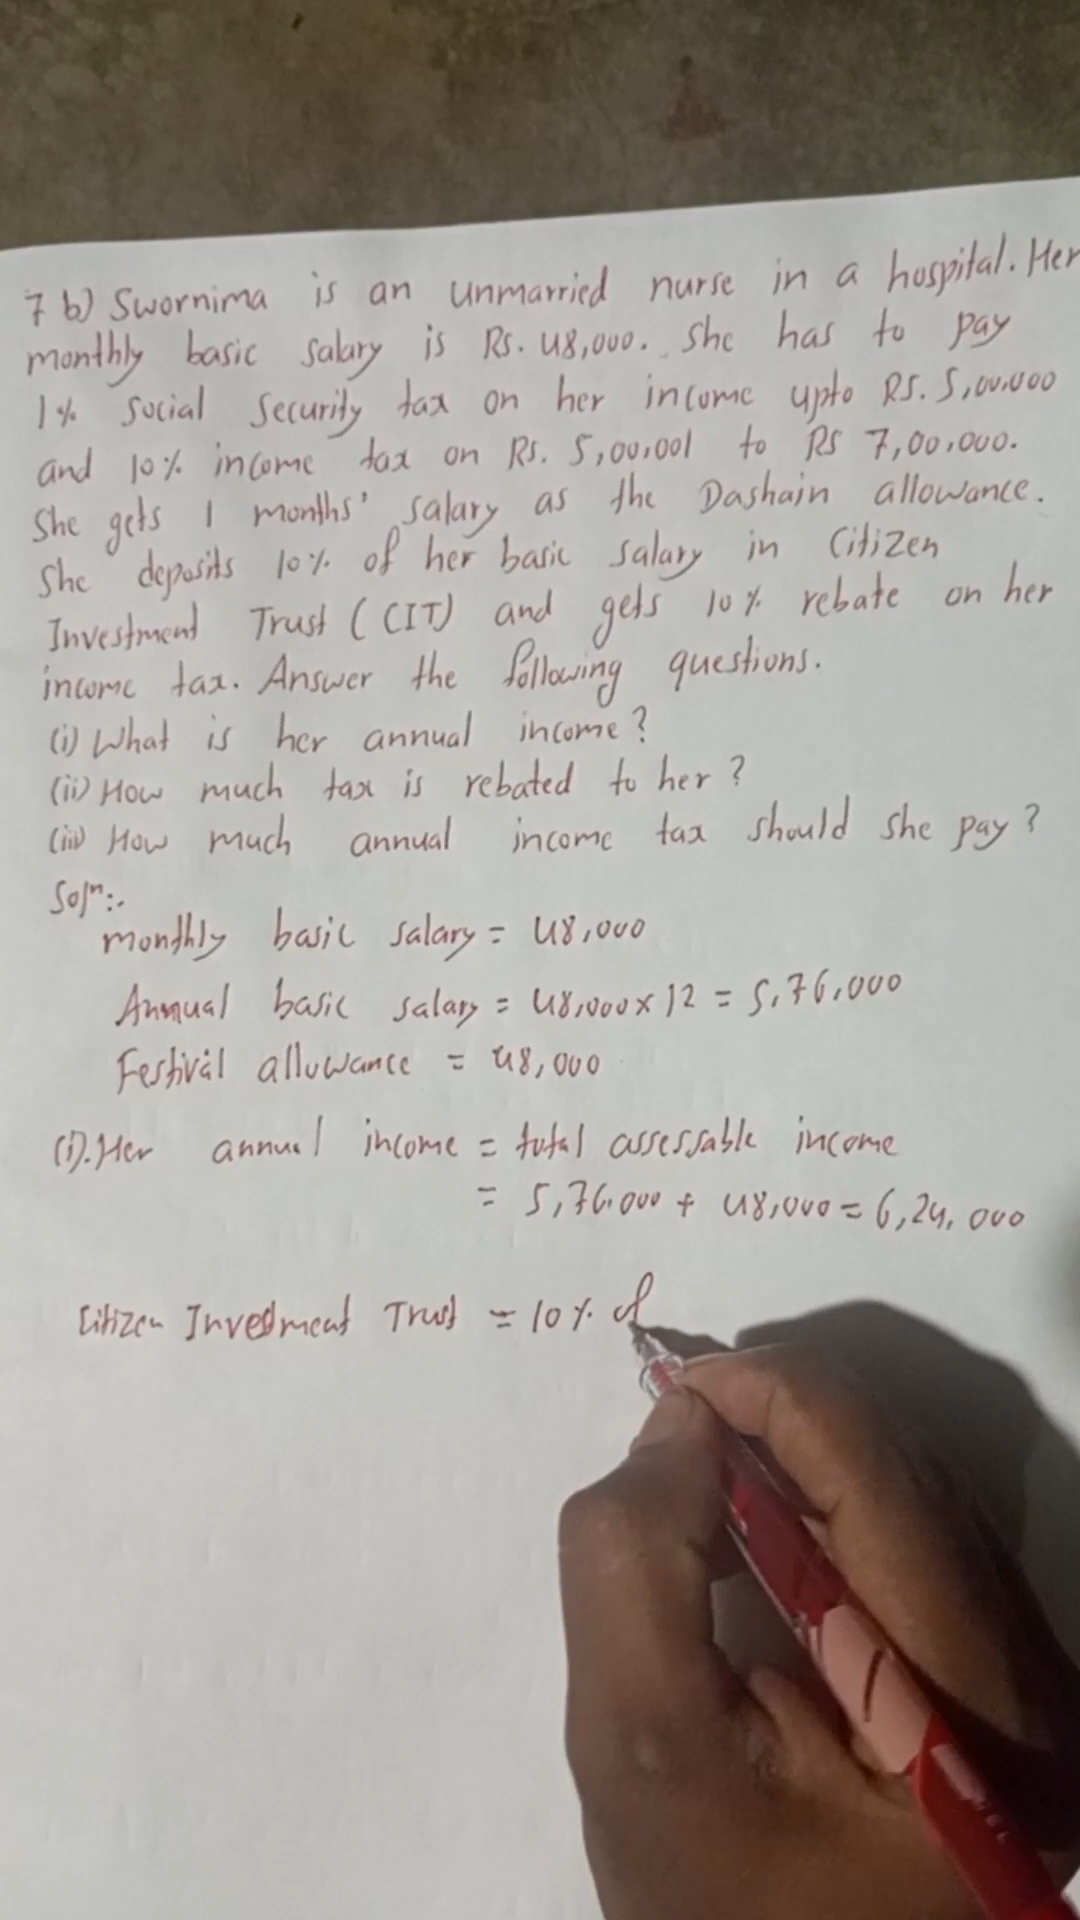 7 b) Swornima is an unmarried nurse in a hospital. Her
monthly basic salary is Rs. 48,000. She has to pay
1% Social Security tax on her income upto Rs. 5,00,000
and 10% income tax on Rs. 5,00,001 to Rs 7,00,000.
She gets 1 months' salary as the Dashain allowance.
She deposits 10% of her basic salary in Citizen
Investment Trust (CIT) and gets 10% rebate on her
income tax. Answer the following questions.
(i) What is her annual income?
(ii) How much tax is rebated to her?
(iii) How much annual income tax should she pay?
Solⁿ:.
monthly basic salary = 48,000
Annual basic salary = 48,000 x 12 = 5,76,000
Festival allowance = 48,000
(i). Her annual income = total assessable income
= 5,76,000 + 48,000 = 6,24,000
Citizen Investment Trust = 10% of